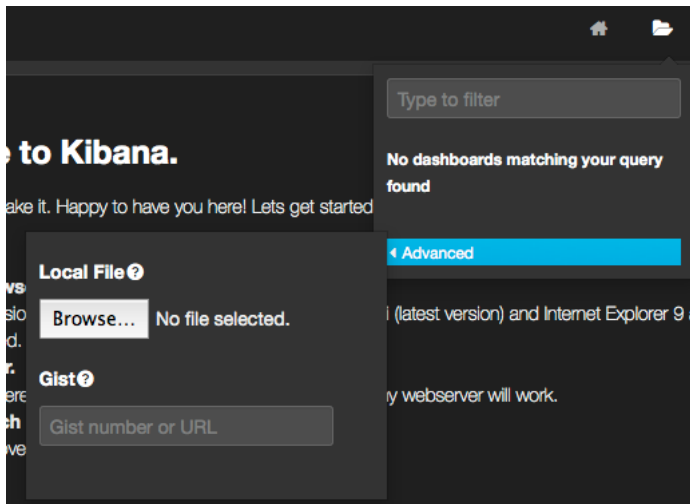 Type to filter
to Kibana.
No dashboards matching your query
found
ake it. Happy to have you here! Lets get started
Advanced
Local File
i (latest version) and Internet Explorer 9
Browse... No file selected.
d.
r.
Gist
ere
y webserver will work.
Gist number or URL